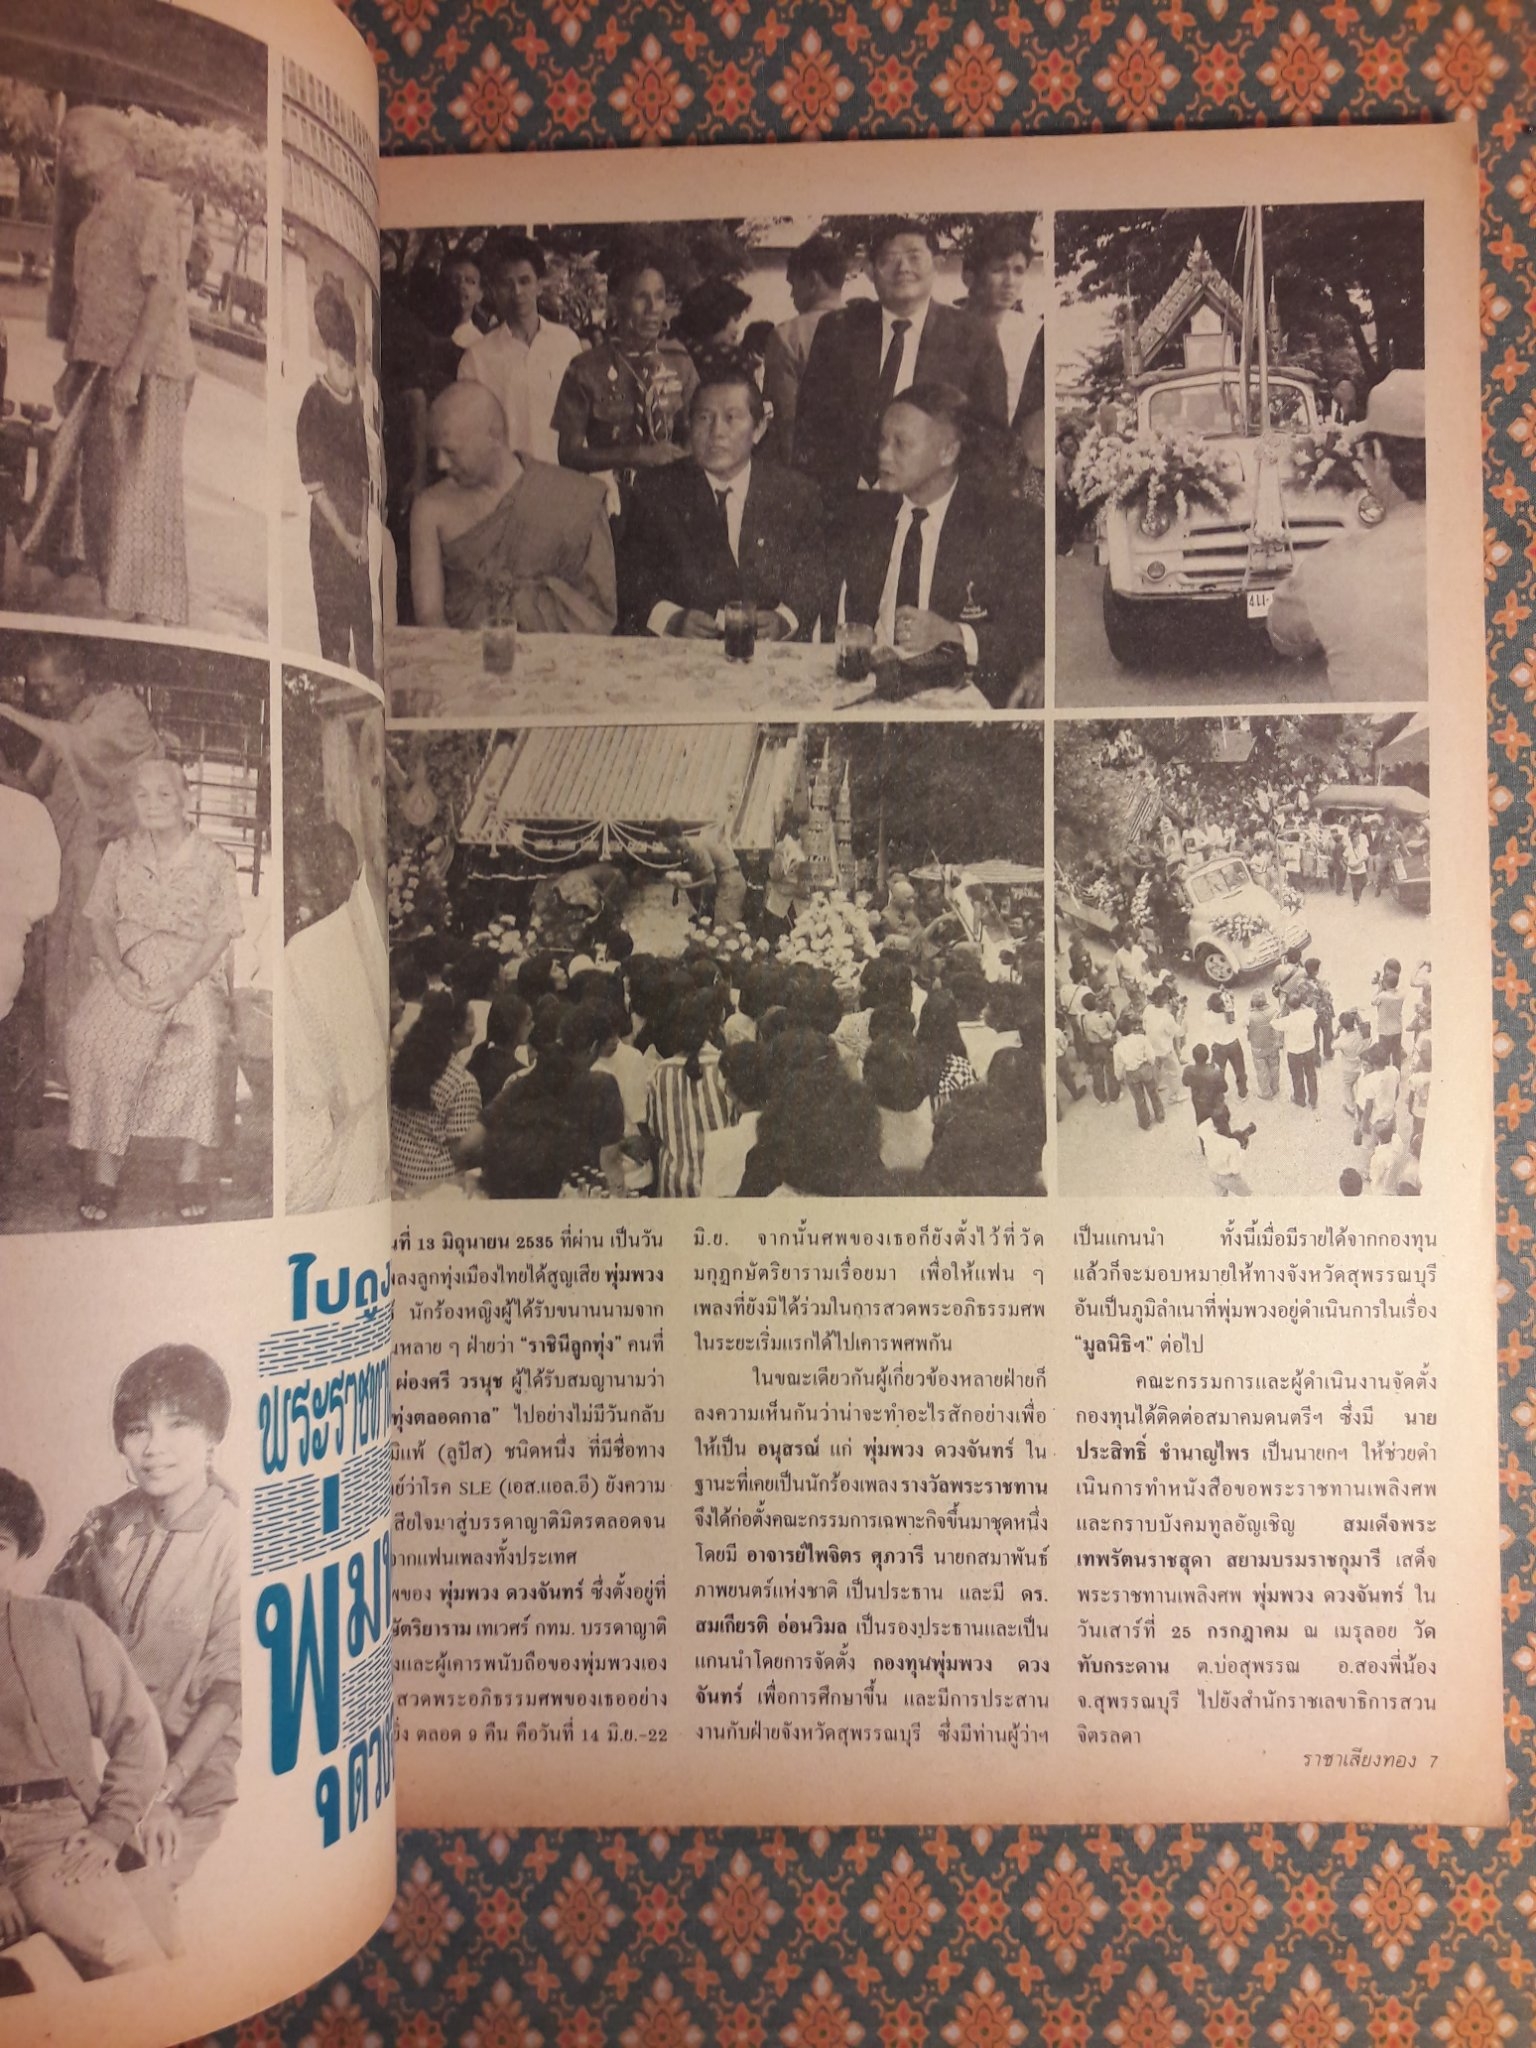 ไปดู
พระราชทาน
พุ่ม
ดวง
นที่ 13 มิถุนายน 2535 ที่ผ่าน เป็นวัน
พลงลูกทุ่งเมืองไทยได้สูญเสีย พุ่มพวง
นักร้องหญิงผู้ได้รับขนานนามจาก
นหลาย ๆ ฝ่ายว่า "ราชินีลูกทุ่ง" คนที่
ผ่องศรี วรนุช ผู้ได้รับสมญานามว่า
ทุ่งตลอดกาล" ไปอย่างไม่มีวันกลับ
มิแพ้ (ลูปัส) ชนิดหนึ่ง ที่มีชื่อทาง
ย์ว่าโรค SLE (เอส.แอล.อี) ยังความ
สียใจมาสู่บรรดาญาติมิตรตลอดจน
จากแฟนเพลงทั้งประเทศ
พของ พุ่มพวง ดวงจันทร์ ซึ่งตั้งอยู่ที่
ษัตริยาราม เทเวศร์ กทม. บรรดาญาติ
งและผู้เคารพนับถือของพุ่มพวงเอง
สวดพระอภิธรรมศพของเธออย่าง
ยิ่ง ตลอด 9 คืน คือวันที่ 14 มิ.ย.-22
มิ.ย. จากนั้นศพของเธอก็ยังตั้งไว้ที่วัด
มกุฏกษัตริยารามเรื่อยมา เพื่อให้แฟน ๆ
เพลงที่ยังมิได้ร่วมในการสวดพระอภิธรรมศพ
ในระยะเริ่มแรกได้ไปเคารพศพกัน
ในขณะเดียวกันผู้เกี่ยวข้องหลายฝ่ายก็
ลงความเห็นกันว่าน่าจะทำอะไรสักอย่างเพื่อ
ให้เป็น อนุสรณ์ แก่ พุ่มพวง ดวงจันทร์ ใน
ฐานะที่เคยเป็นนักร้องเพลงรางวัลพระราชทาน
จึงได้ก่อตั้งคณะกรรมการเฉพาะกิจขึ้นมาชุดหนึ่ง
โดยมี อาจารย์ไพจิตร ศุภวารี นายกสมาพันธ์
ภาพยนตร์แห่งชาติ เป็นประธาน และมี ดร.
สมเกียรติ อ่อนวิมล เป็นรองประธานและเป็น
แกนนำโดยการจัดตั้ง กองทุนพุ่มพวง ดวง
จันทร์ เพื่อการศึกษาขึ้น และมีการประสาน
งานกับฝ่ายจังหวัดสุพรรณบุรี ซึ่งมีท่านผู้ว่าฯ
เป็นแกนนำ ทั้งนี้เมื่อมีรายได้จากกองทุน
แล้วก็จะมอบหมายให้ทางจังหวัดสุพรรณบุรี
อันเป็นภูมิลำเนาที่พุ่มพวงอยู่ดำเนินการในเรื่อง
"มูลนิธิฯ" ต่อไป
คณะกรรมการและผู้ดำเนินงานจัดตั้ง
กองทุนได้ติดต่อสมาคมดนตรีฯ ซึ่งมี นาย
ประสิทธิ์ ชำนาญไพร เป็นนายกฯ ให้ช่วยดำ
เนินการทำหนังสือขอพระราชทานเพลิงศพ
และกราบบังคมทูลอัญเชิญ สมเด็จพระ
เทพรัตนราชสุดา สยามบรมราชกุมารี เสด็จ
พระราชทานเพลิงศพ พุ่มพวง ดวงจันทร์ ใน
วันเสาร์ที่ 25 กรกฎาคม ณ เมรุลอย วัด
ทับกระดาน ต.บ่อสุพรรณ อ.สองพี่น้อง
จ.สุพรรณบุรี ไปยังสำนักราชเลขาธิการสวน
จิตรลดา
ราชาเสียงทอง 7